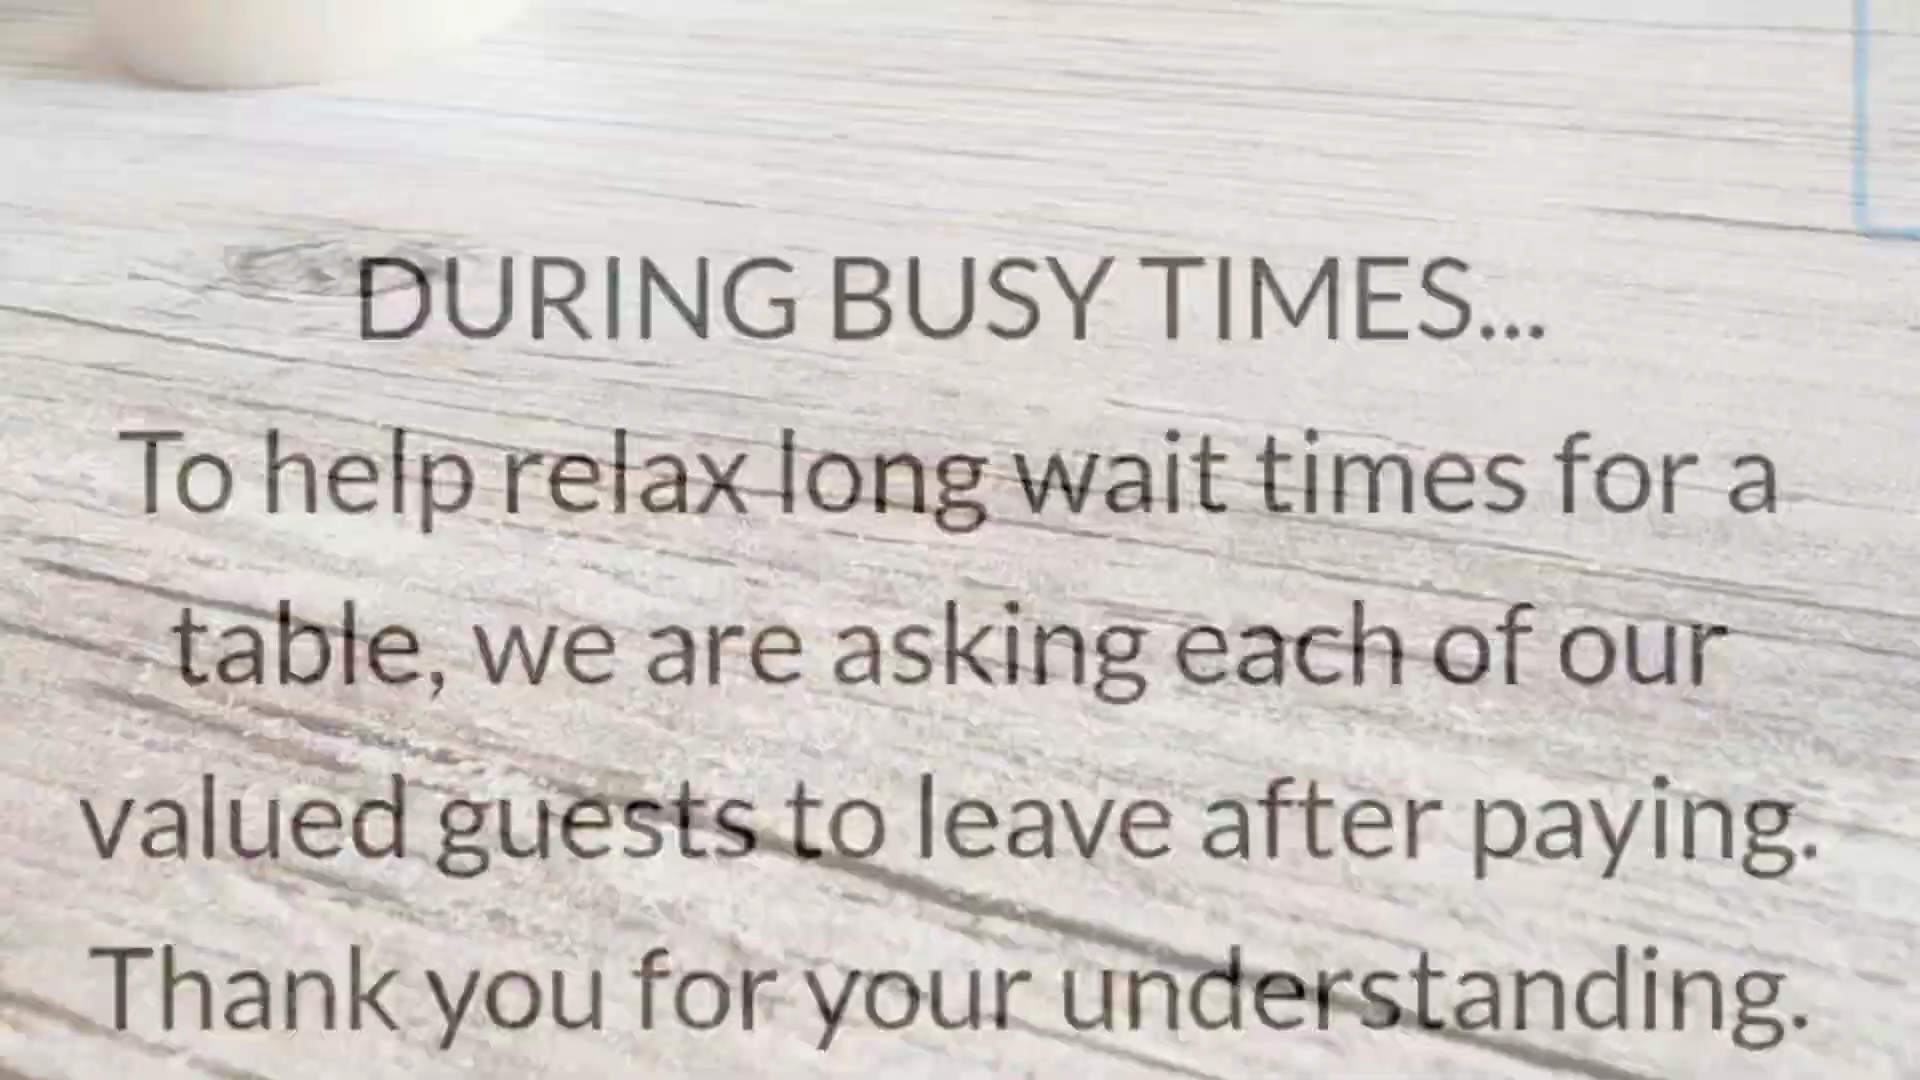 DURING BUSY TIMES...
To help relax long wait times for a
table, we are asking each of our
valued guests to leave after paying.
Thank you for your understanding.